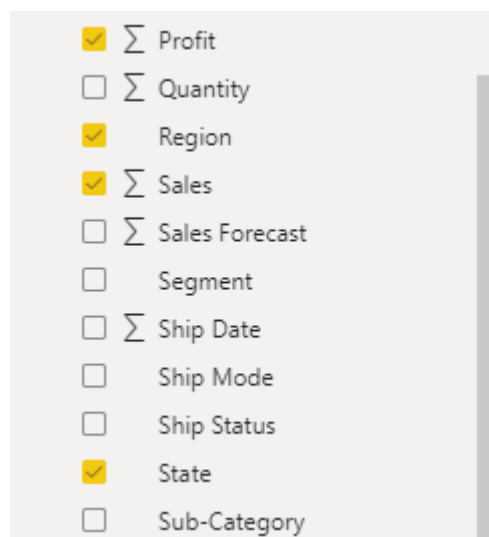 ∑ Profit
∑ Quantity
Region
∑ Sales
∑ Sales Forecast
Segment
∑ Ship Date
Ship Mode
Ship Status
State
Sub-Category